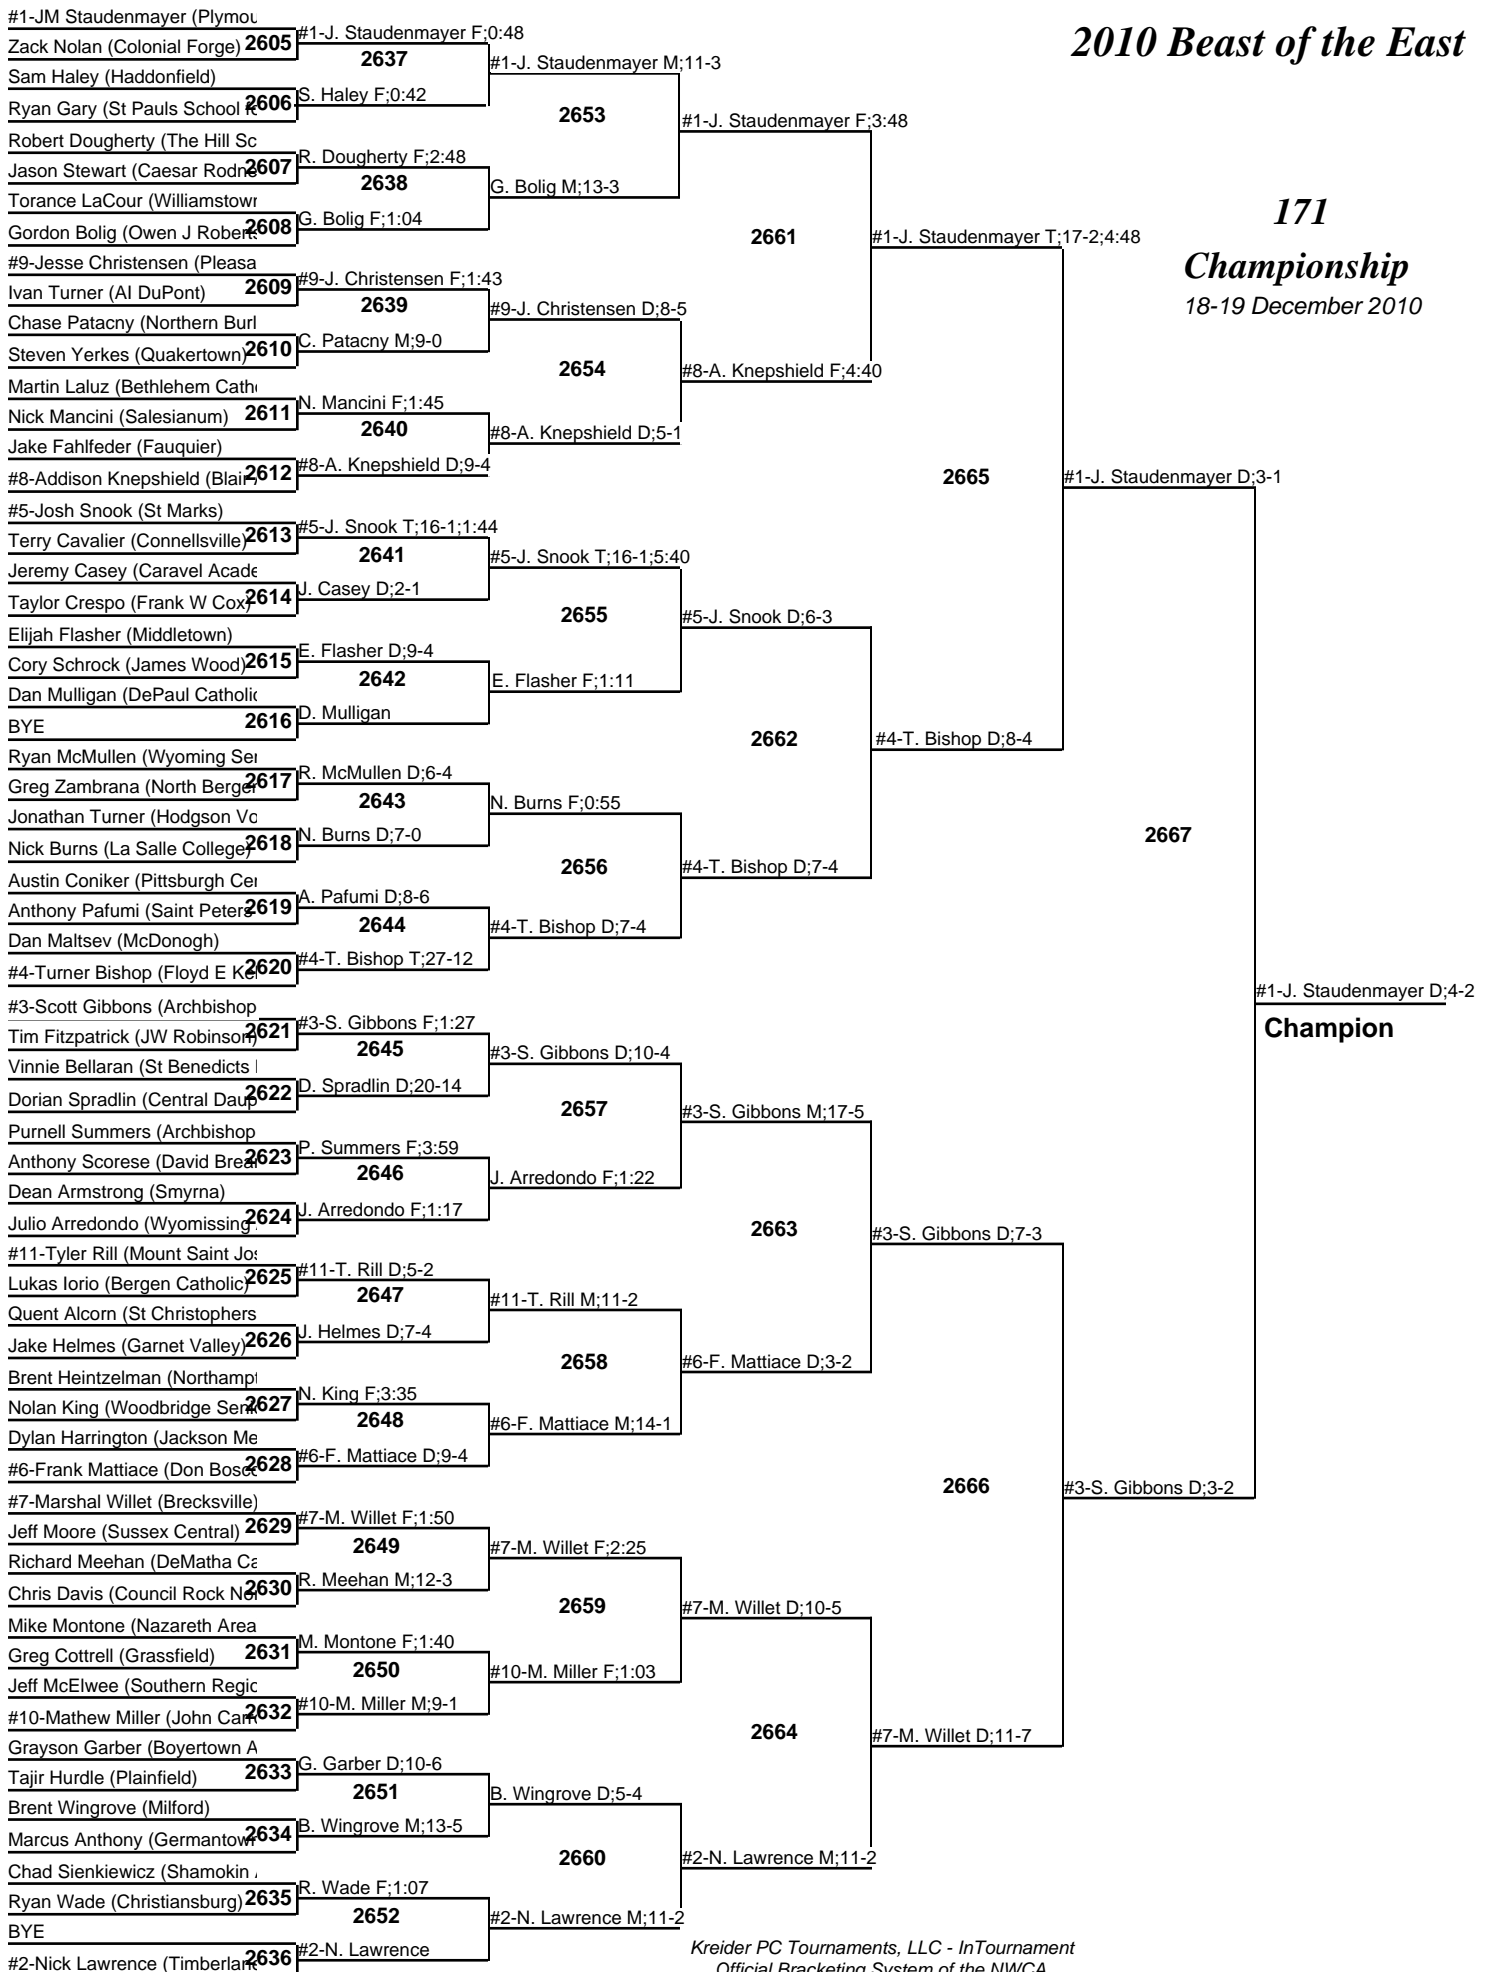 2010 Beast of the East
171
Championship
18-19 December 2010
#1-JM Staudenmayer (Plymou
Zack Nolan (Colonial Forge) 2605
Sam Haley (Haddonfield)
Ryan Gary (St Pauls School 2606
Robert Dougherty (The Hill Sc
Jason Stewart (Caesar Rodn 2607
Torance LaCour (Williamstown
Gordon Bolig (Owen J Robert 2608
#9-Jesse Christensen (Pleasa
Ivan Turner (AI DuPont) 2609
Chase Patacny (Northern Burl
Steven Yerkes (Quakertown) 2610
Martin Laluz (Bethlehem Cath
Nick Mancini (Salesianum) 2611
Jake Fahlfeder (Fauquier)
#8-Addison Knepshield (Blair 2612
#5-Josh Snook (St Marks)
Terry Cavalier (Connellsville) 2613
Jeremy Casey (Caravel Acade
Taylor Crespo (Frank W Cox) 2614
Elijah Flasher (Middletown)
Cory Schrock (James Wood) 2615
Dan Mulligan (DePaul Catholic
BYE 2616
Ryan McMullen (Wyoming Ser
Greg Zambrana (North Berge 2617
Jonathan Turner (Hodgson Vo
Nick Burns (La Salle College) 2618
Austin Coniker (Pittsburgh Cer
Anthony Pafumi (Saint Peters 2619
Dan Maltsev (McDonogh)
#4-Turner Bishop (Floyd E Ke 2620
#3-Scott Gibbons (Archbishop
Tim Fitzpatrick (JW Robinson) 2621
Vinnie Bellaran (St Benedicts
Dorian Spradlin (Central Daup 2622
Purnell Summers (Archbishop
Anthony Scorese (David Brea 2623
Dean Armstrong (Smyrna)
Julio Arredondo (Wyomissing 2624
#11-Tyler Rill (Mount Saint Jos
Lukas Iorio (Bergen Catholic) 2625
Quent Alcorn (St Christophers
Jake Helmes (Garnet Valley) 2626
Brent Heintzelman (Northampt
Nolan King (Woodbridge Seni 2627
Dylan Harrington (Jackson Me
#6-Frank Mattiace (Don Bosc 2628
#7-Marshal Willet (Brecksville)
Jeff Moore (Sussex Central) 2629
Richard Meehan (DeMatha Ca
Chris Davis (Council Rock No 2630
Mike Montone (Nazareth Area
Greg Cottrell (Grassfield) 2631
Jeff McElwee (Southern Regic
#10-Mathew Miller (John Carr 2632
Grayson Garber (Boyertown A
Tajir Hurdle (Plainfield) 2633
Brent Wingrove (Milford)
Marcus Anthony (Germantow 2634
Chad Sienkiewicz (Shamokin
Ryan Wade (Christiansburg) 2635
BYE
#2-Nick Lawrence (Timberlan 2636
#1-J. Staudenmayer F;0:48
2637
S. Haley F;0:42
R. Dougherty F;2:48
2638
G. Bolig F;1:04
#9-J. Christensen F;1:43
2639
C. Patacny M;9-0
N. Mancini F;1:45
2640
#8-A. Knepshield D;9-4
#5-J. Snook T;16-1;1:44
2641
J. Casey D;2-1
E. Flasher D;9-4
2642
D. Mulligan
R. McMullen D;6-4
2643
N. Burns D;7-0
A. Pafumi D;8-6
2644
#4-T. Bishop T;27-12
#3-S. Gibbons F;1:27
2645
D. Spradlin D;20-14
P. Summers F;3:59
2646
J. Arredondo F;1:17
#11-T. Rill D;5-2
2647
J. Helmes D;7-4
N. King F;3:35
2648
#6-F. Mattiace D;9-4
#7-M. Willet F;1:50
2649
R. Meehan M;12-3
M. Montone F;1:40
2650
#10-M. Miller M;9-1
G. Garber D;10-6
2651
B. Wingrove M;13-5
R. Wade F;1:07
2652
#2-N. Lawrence
#1-J. Staudenmayer M;11-3
2653
G. Bolig M;13-3
#9-J. Christensen D;8-5
2654
#8-A. Knepshield D;5-1
#5-J. Snook T;16-1;5:40
2655
E. Flasher F;1:11
N. Burns F;0:55
2656
#4-T. Bishop D;7-4
#3-S. Gibbons D;10-4
2657
J. Arredondo F;1:22
#11-T. Rill M;11-2
2658
#6-F. Mattiace M;14-1
#7-M. Willet F;2:25
2659
#10-M. Miller F;1:03
B. Wingrove D;5-4
2660
#2-N. Lawrence M;11-2
#1-J. Staudenmayer F;3:48
2661
#8-A. Knepshield F;4:40
#5-J. Snook D;6-3
2662
#4-T. Bishop D;7-4
#3-S. Gibbons M;17-5
2663
#6-F. Mattiace D;3-2
#7-M. Willet D;10-5
2664
#2-N. Lawrence M;11-2
#1-J. Staudenmayer T;17-2;4:48
2665
#4-T. Bishop D;8-4
#3-S. Gibbons D;7-3
2666
#7-M. Willet D;11-7
#1-J. Staudenmayer D;3-1
2667
#3-S. Gibbons D;3-2
#1-J. Staudenmayer D;4-2
Champion
Kreider PC Tournaments, LLC - InTournament
Official Bracketing System of the NWCA